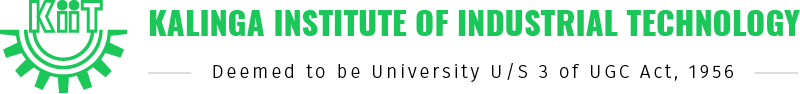 KiiT
KALINGA INSTITUTE OF INDUSTRIAL TECHNOLOGY
Deemed to be University U/S 3 of UGC Act, 1956